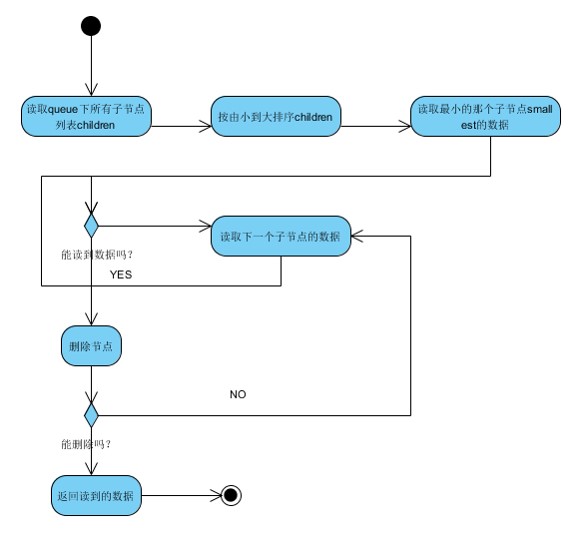 读取queue下所有子节点
列表children
按由小到大排序children
读取最小的那个子节点small
est的数据
读取下一个子节点的数据
能读到数据吗？
YES
删除节点
NO
能删除吗？
返回读到的数据